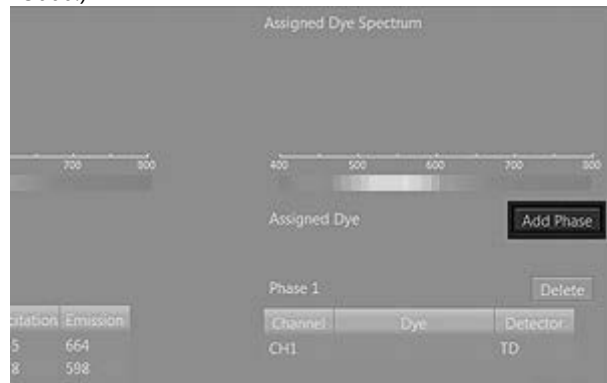 Assigned Dye Spectrum
700 800
400 500 600 700 800
Assigned Dye Add Phase
Phase 1 Delete
citation Emission
5 664
8 598
Channel Dye Detector
CH1 TD